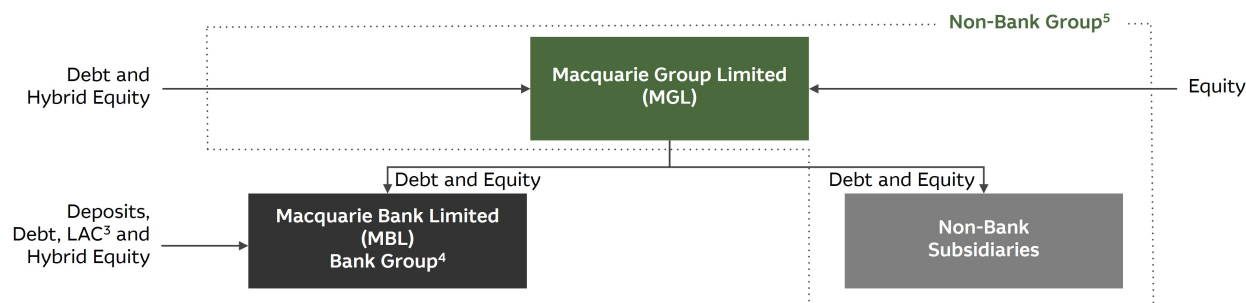 Non-Bank Group⁵
Debt and
Hybrid Equity
Macquarie Group Limited
(MGL)
Equity
Debt and Equity
Debt and Equity
Deposits,
Debt, LAC³ and
Hybrid Equity
Macquarie Bank Limited
(MBL)
Bank Group⁴
Non-Bank
Subsidiaries